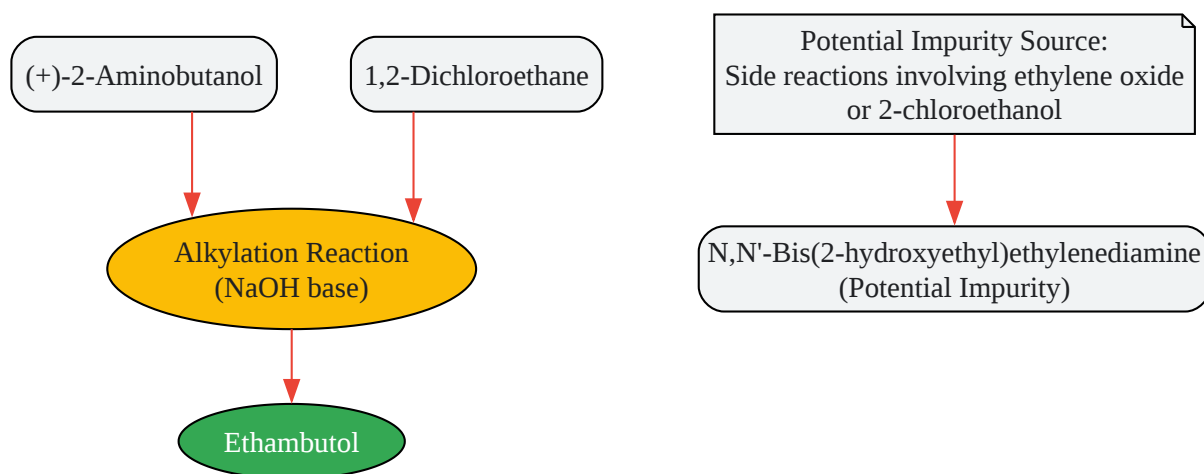 (+)-2-Aminobutanol
1,2-Dichloroethane
Alkylation Reaction
(NaOH base)
Ethambutol
Potential Impurity Source:
Side reactions involving ethylene oxide
or 2-chloroethanol
N,N'-Bis(2-hydroxyethyl)ethylenediamine
(Potential Impurity)